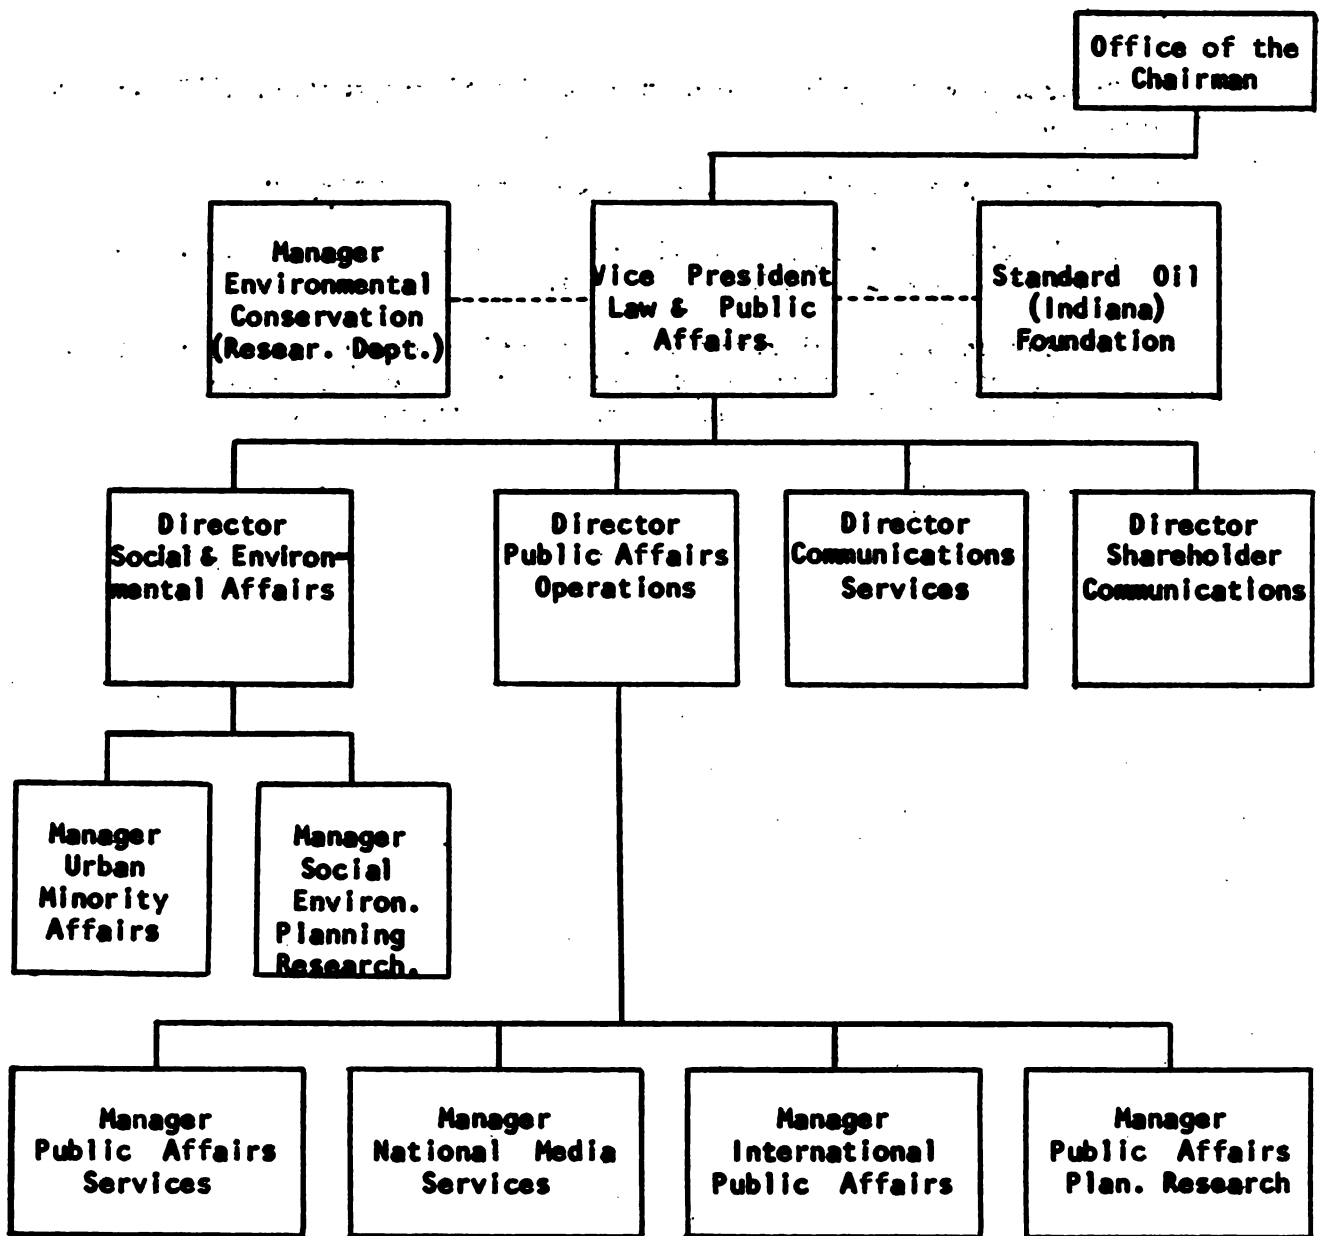 Office of the
Chairman
Manager
Environmental
Conservation
(Resear. Dept.)
Vice President
Law & Public
Affairs
Standard Oil
(Indiana)
Foundation
Director
Social & Environ-
mental Affairs
Director
Public Affairs
Operations
Director
Communications
Services
Director
Shareholder
Communications
Manager
Urban
Minority
Affairs
Manager
Social
Environ.
Planning
Research.
Manager
Public Affairs
Services
Manager
National Media
Services
Manager
International
Public Affairs
Manager
Public Affairs
Plan. Research